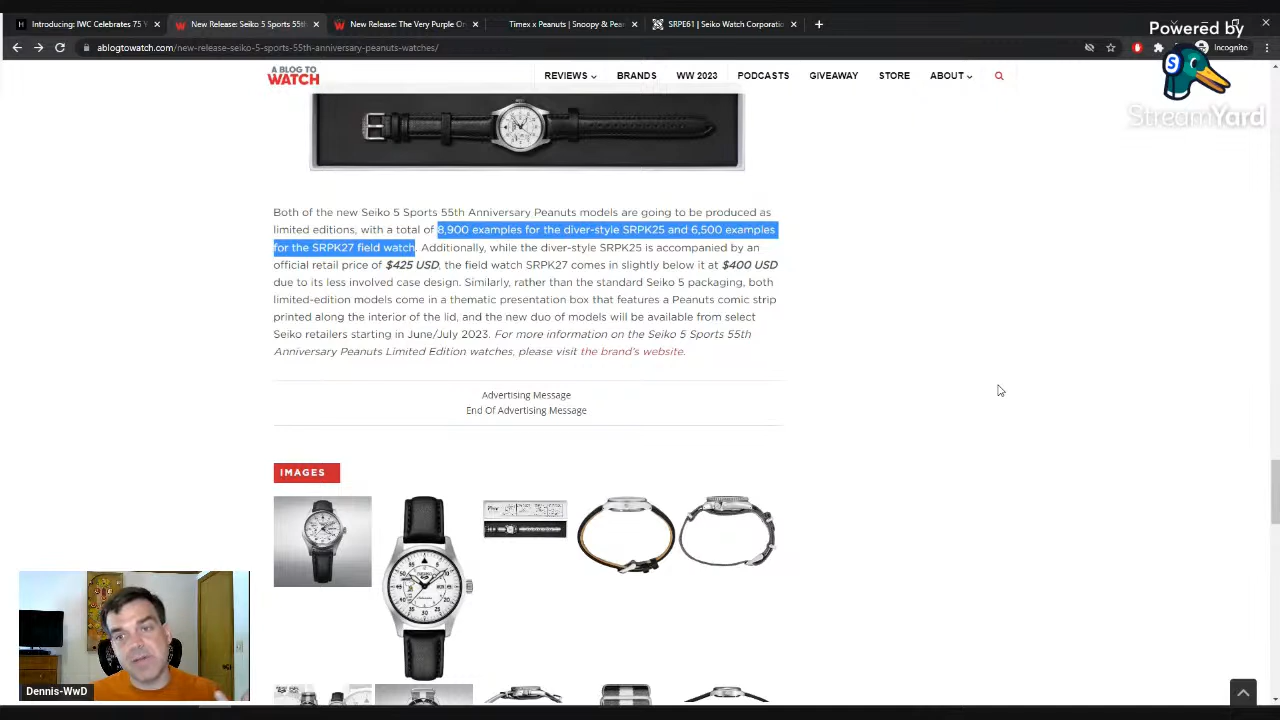 Introducing: IWC Celebrates 75 Y
New Release: Seiko 5 Sports 55th
New Release: The Very Purple On
Timex x Peanuts | Snoopy & Pea
SRPE61 | Seiko Watch Corporatio
Powered by
ablogtowatch.com/new-release-seiko-5-sports-55th-anniversary-peanuts-watches/
Incognito
StreamYard
A BLOG TO
WATCH
REVIEWS
BRANDS
WW 2023
PODCASTS
GIVEAWAY
STORE
ABOUT
Both of the new Seiko 5 Sports 55th Anniversary Peanuts models are going to be produced as
limited editions, with a total of 8,900 examples for the diver-style SRPK25 and 6,500 examples
for the SRPK27 field watch. Additionally, while the diver-style SRPK25 is accompanied by an
official retail price of $425 USD, the field watch SRPK27 comes in slightly below it at $400 USD
due to its less involved case design. Similarly, rather than the standard Seiko 5 packaging, both
limited-edition models come in a thematic presentation box that features a Peanuts comic strip
printed along the interior of the lid, and the new duo of models will be available from select
Seiko retailers starting in June/July 2023. For more information on the Seiko 5 Sports 55th
Anniversary Peanuts Limited Edition watches, please visit the brand's website.
Advertising Message
End Of Advertising Message
IMAGES
Dennis-WwD